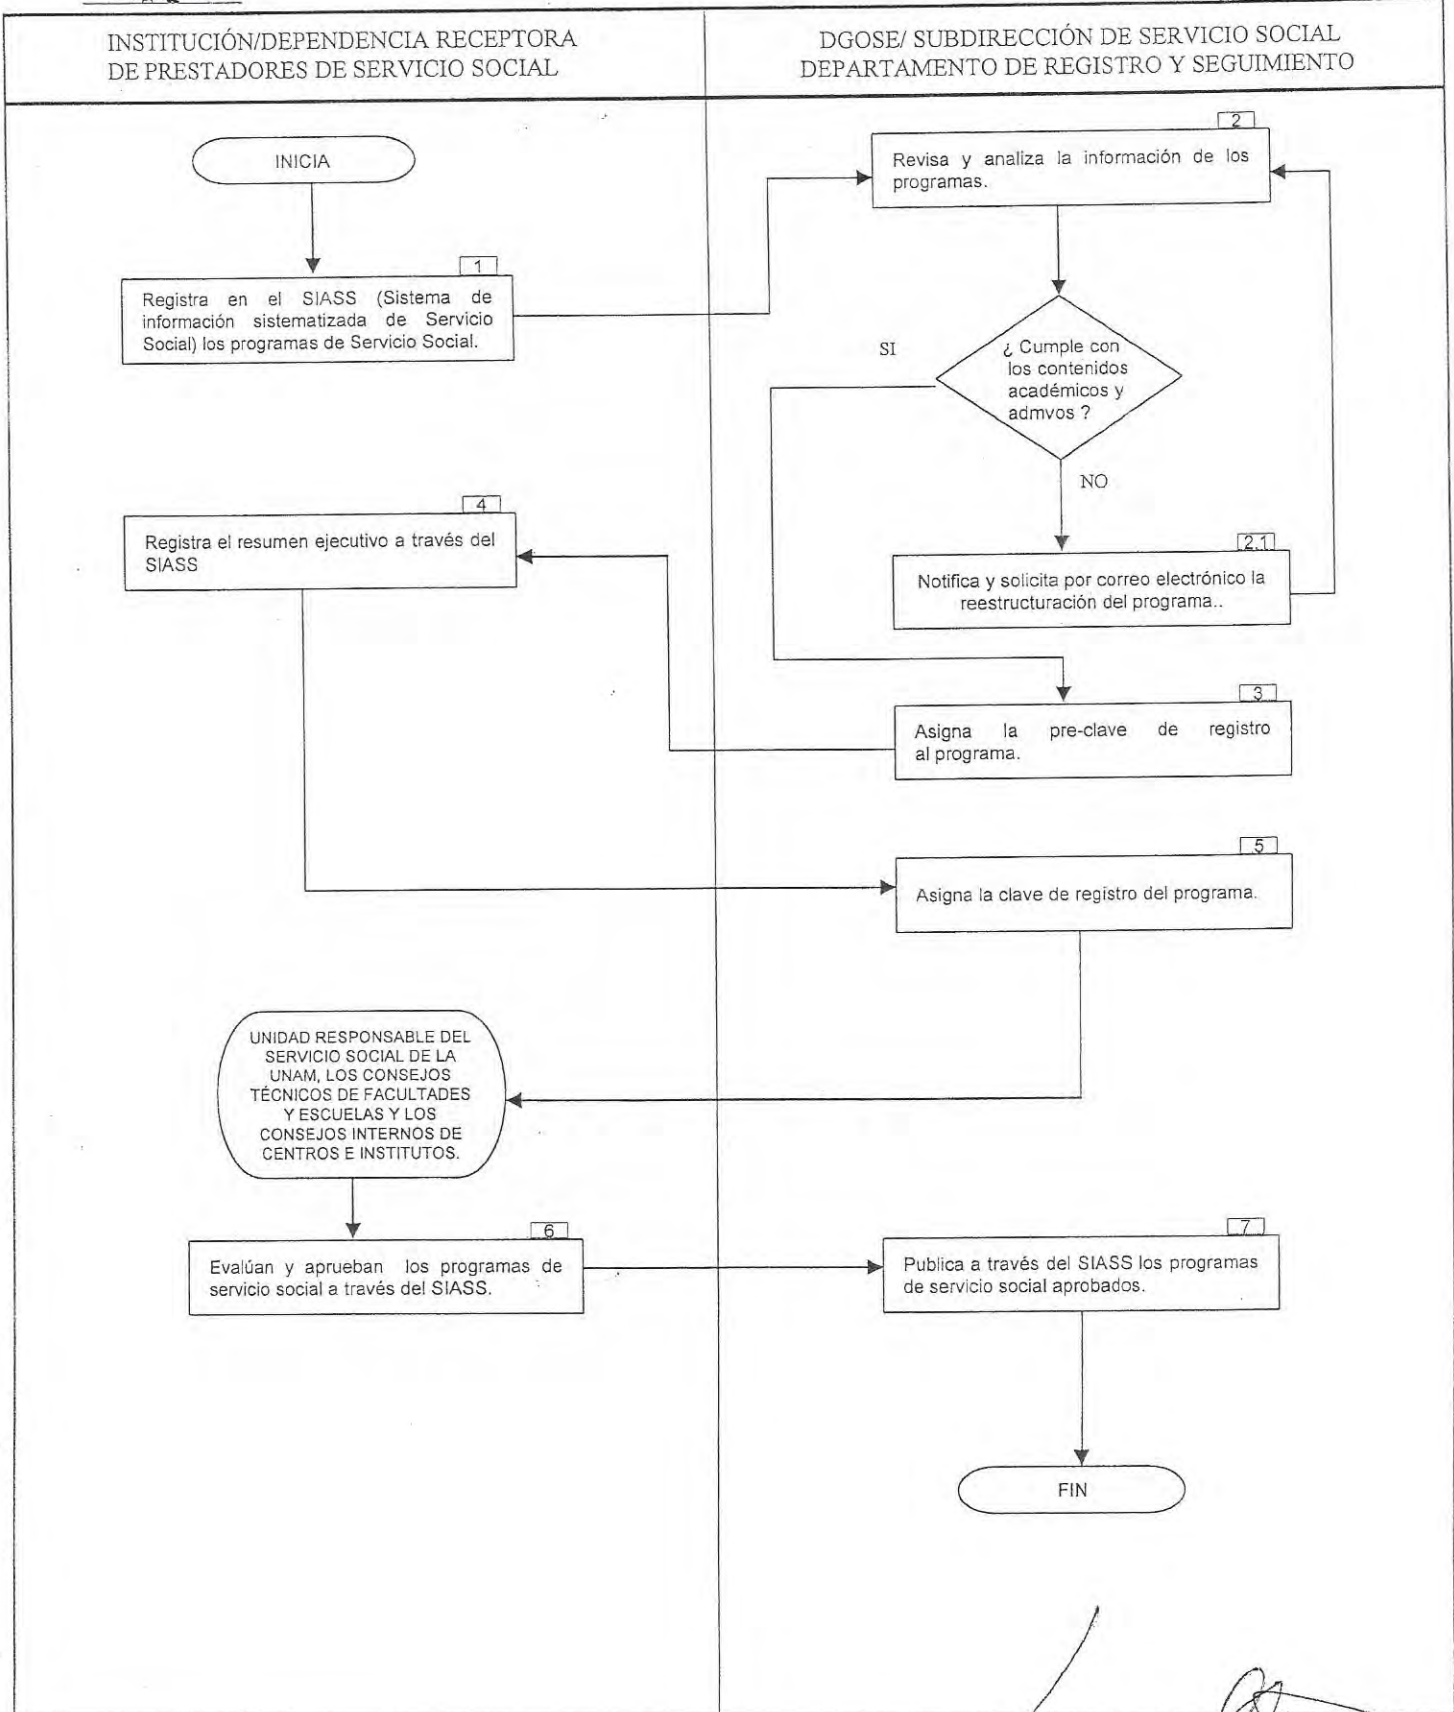 INSTITUCIÓN/DEPENDENCIA RECEPTORA
DE PRESTADORES DE SERVICIO SOCIAL
DGOSE/ SUBDIRECCIÓN DE SERVICIO SOCIAL
DEPARTAMENTO DE REGISTRO Y SEGUIMIENTO
INICIA
1
Registra en el SIASS (Sistema de
información sistematizada de Servicio
Social) los programas de Servicio Social.
2
Revisa y analiza la información de los
programas.
¿ Cumple con
los contenidos
académicos y
admvos ?
SI
NO
2.1
Notifica y solicita por correo electrónico la
reestructuración del programa..
3
Asigna la pre-clave de registro
al programa.
4
Registra el resumen ejecutivo a través del
SIASS
5
Asigna la clave de registro del programa.
UNIDAD RESPONSABLE DEL
SERVICIO SOCIAL DE LA
UNAM, LOS CONSEJOS
TÉCNICOS DE FACULTADES
Y ESCUELAS Y LOS
CONSEJOS INTERNOS DE
CENTROS E INSTITUTOS.
6
Evalúan y aprueban los programas de
servicio social a través del SIASS.
7
Publica a través del SIASS los programas
de servicio social aprobados.
FIN